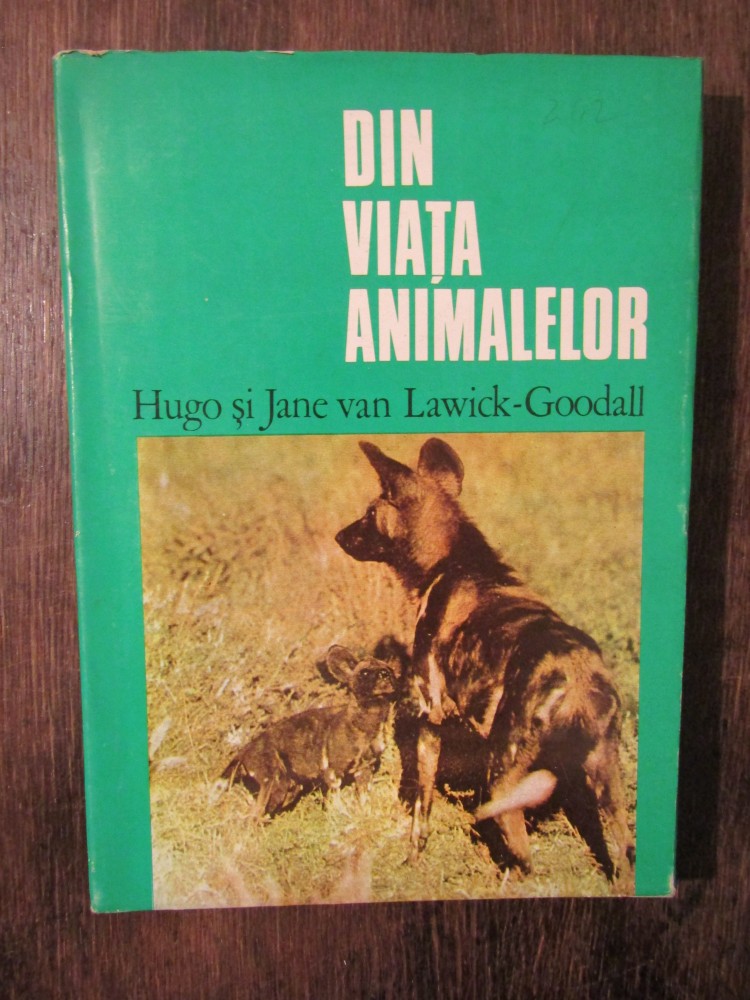 DIN
VIAȚA
ANIMALELOR
Hugo și Jane van Lawick-Goodall